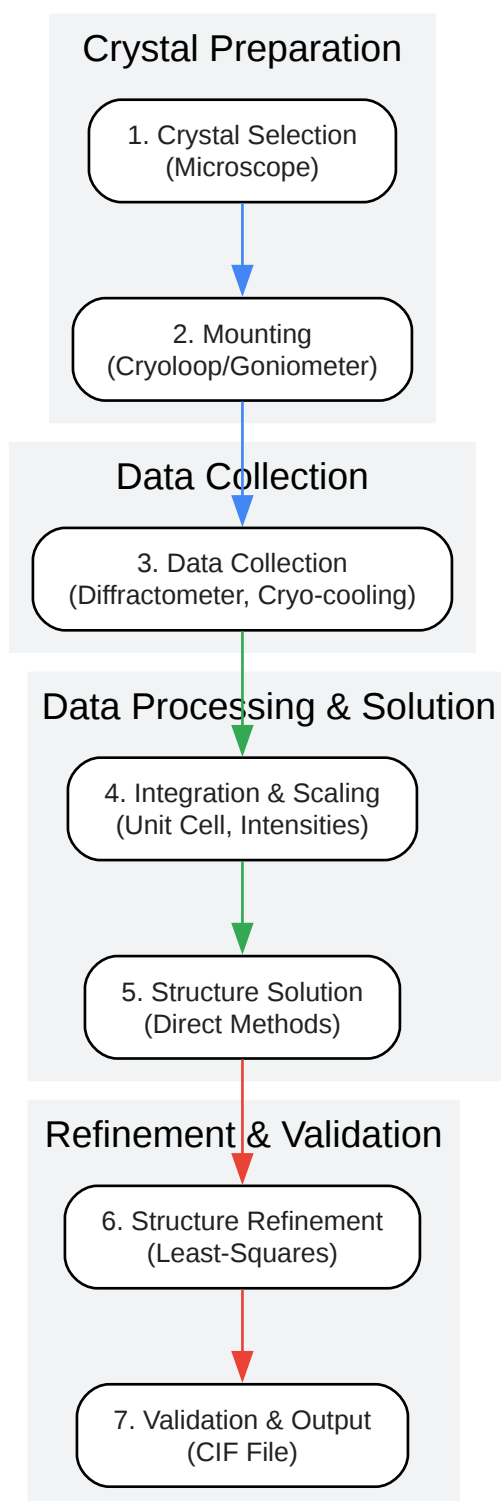 Crystal Preparation
1. Crystal Selection
(Microscope)
2. Mounting
(Cryoloop/Goniometer)
Data Collection
3. Data Collection
(Diffractometer, Cryo-cooling)
Data Processing & Solution
4. Integration & Scaling
(Unit Cell, Intensities)
5. Structure Solution
(Direct Methods)
Refinement & Validation
6. Structure Refinement
(Least-Squares)
7. Validation & Output
(CIF File)